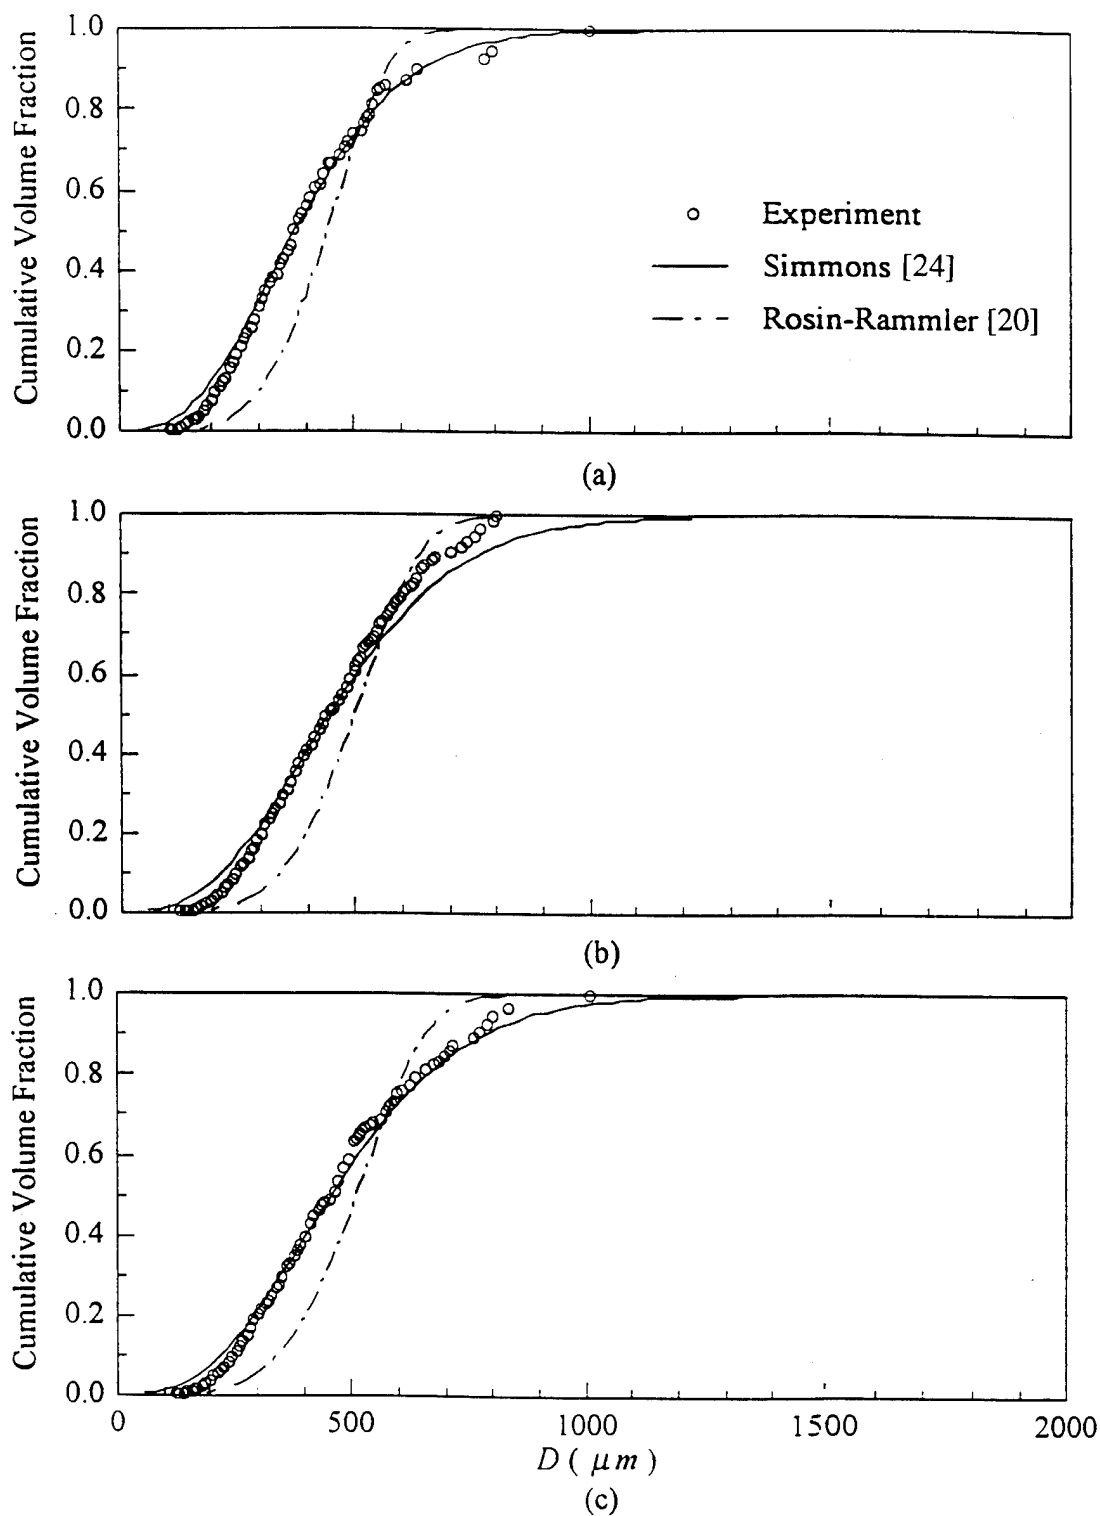 1.0
0.8
0.6
0.4
0.2
0.0
Cumulative Volume Fraction
Experiment
Simmons [24]
Rosin-Rammler [20]
(a)
1.0
0.8
0.6
0.4
0.2
0.0
Cumulative Volume Fraction
(b)
1.0
0.8
0.6
0.4
0.2
0.0
Cumulative Volume Fraction
0 500 1000 1500 2000
D ( μm )
(c)